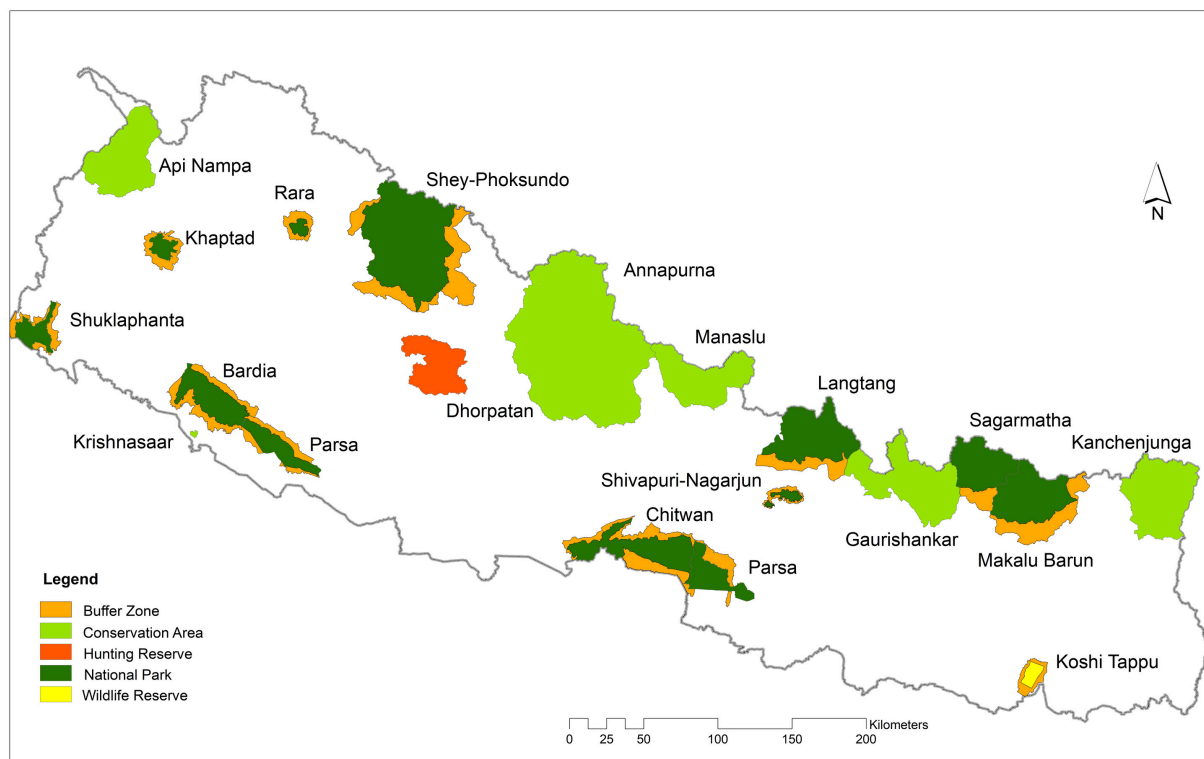 Api Nampa
Shey-Phoksundo
Rara
N
Khaptad
Annapurna
Shuklaphanta
Manaslu
Bardia
Langtang
Dhorpatan
Sagarmatha
Krishnasaar
Parsa
Kanchenjunga
Shivapuri-Nagarjun
Chitwan
Gaurishankar
Makalu Barun
Parsa
Legend
Buffer Zone
Conservation Area
Hunting Reserve
National Park
Wildlife Reserve
Koshi Tappu
Kilometers
0 25 50 100 150 200